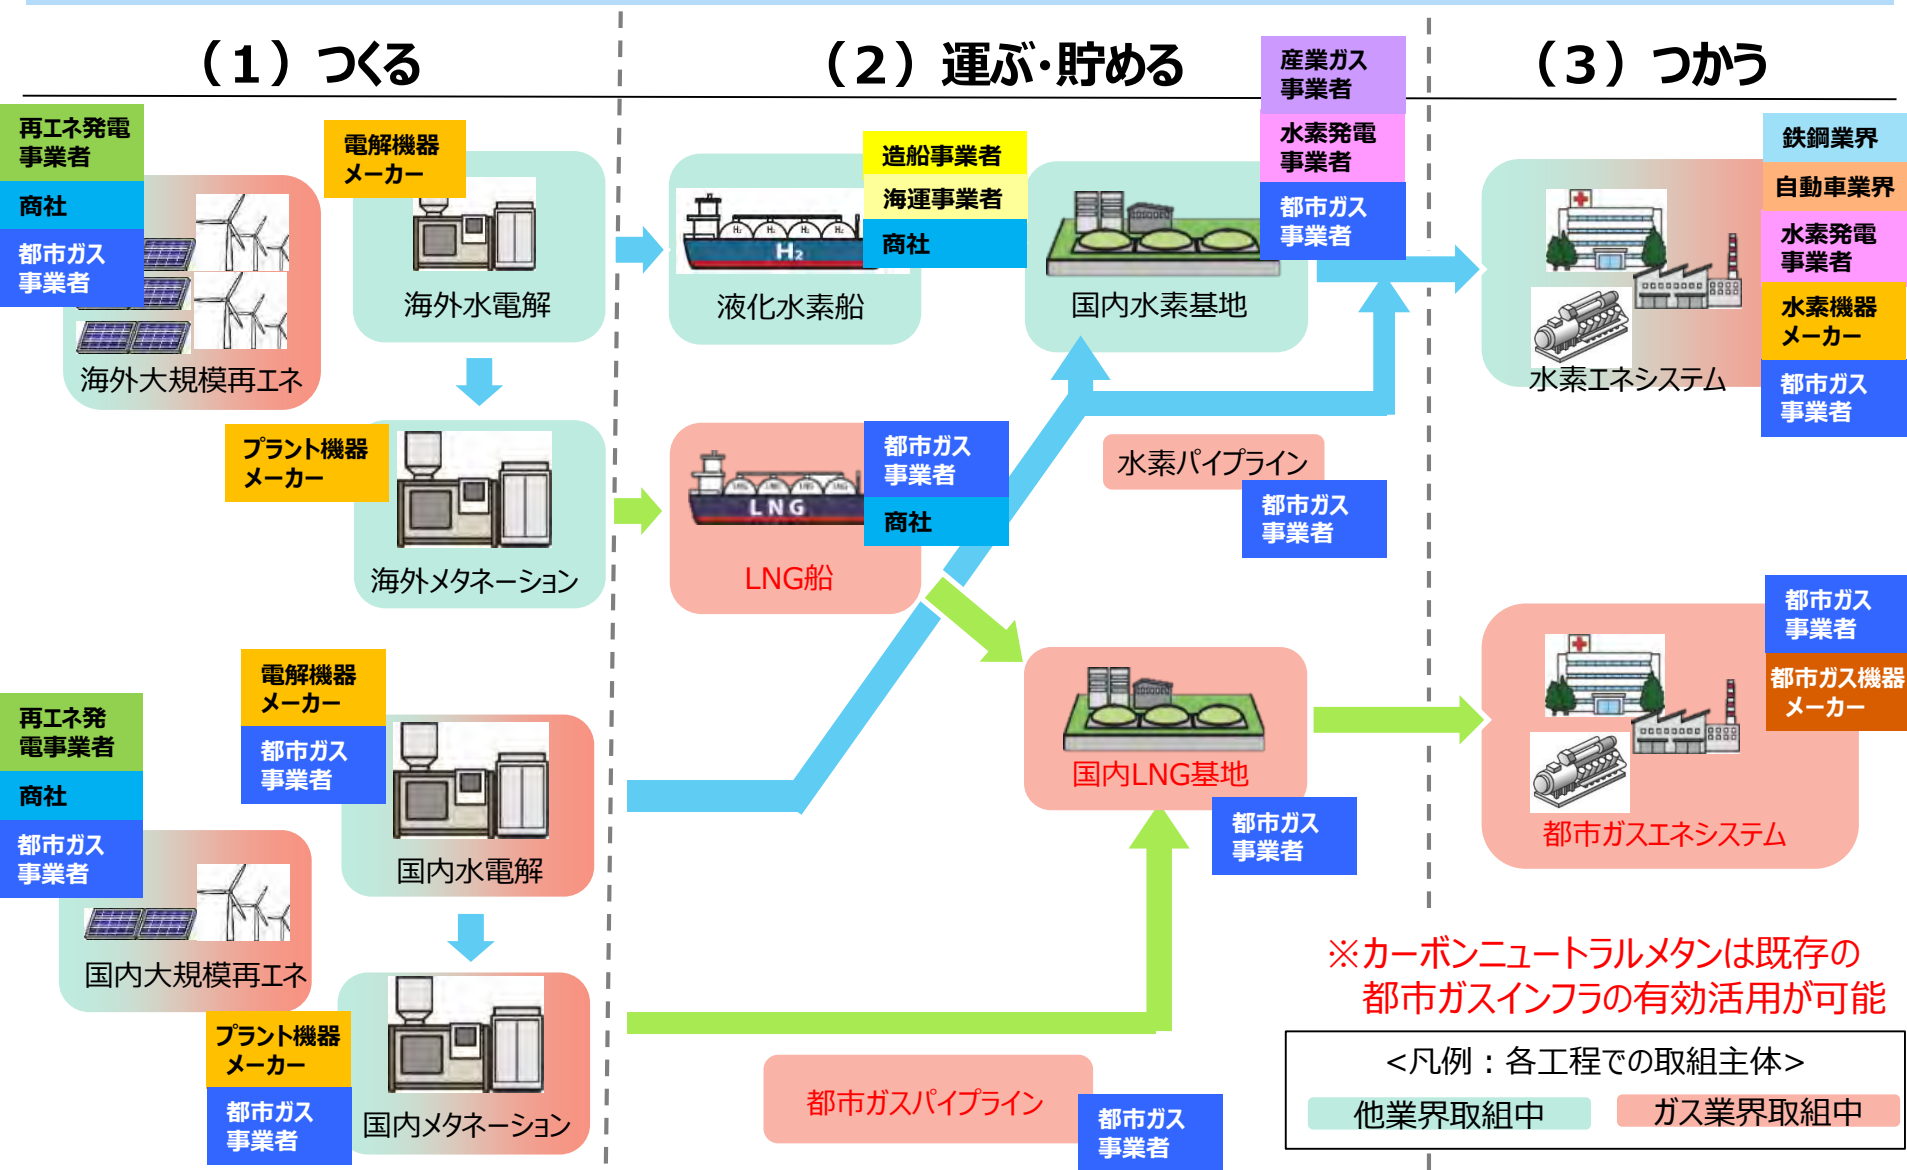 （１）つくる
（２）運ぶ・貯める
（３）つかう
再エネ発電
事業者
商社
都市ガス
事業者
海外大規模再エネ
電解機器
メーカー
海外水電解
プラント機器
メーカー
海外メタネーション
再エネ発
電事業者
商社
都市ガス
事業者
国内大規模再エネ
電解機器
メーカー
都市ガス
事業者
国内水電解
プラント機器
メーカー
都市ガス
事業者
国内メタネーション
造船事業者
海運事業者
商社
H₂
液化水素船
産業ガス
事業者
水素発電
事業者
都市ガス
事業者
国内水素基地
都市ガス
事業者
商社
LNG
LNG船
水素パイプライン
都市ガス
事業者
国内LNG基地
都市ガス
事業者
都市ガスパイプライン
都市ガス
事業者
鉄鋼業界
自動車業界
水素発電
事業者
水素機器
メーカー
都市ガス
事業者
水素エネシステム
都市ガス
事業者
都市ガス機器
メーカー
都市ガスエネシステム
※カーボンニュートラルメタンは既存の
都市ガスインフラの有効活用が可能
<凡例：各工程での取組主体>
他業界取組中
ガス業界取組中